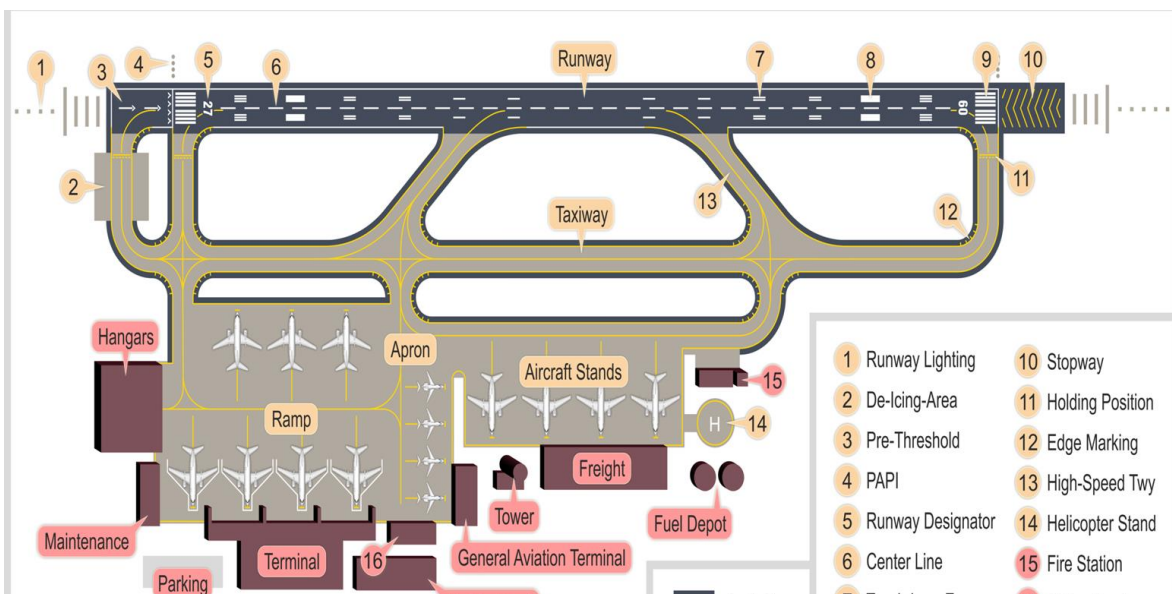 1
3
4
5
6
Runway
7
8
9
10
27
09
2
11
13
12
Taxiway
Hangars
Apron
Aircraft Stands
15
Ramp
H
14
Freight
Tower
Fuel Depot
Maintenance
Terminal
16
General Aviation Terminal
Parking
1 Runway Lighting
2 De-Icing-Area
3 Pre-Threshold
4 PAPI
5 Runway Designator
6 Center Line
10 Stopway
11 Holding Position
12 Edge Marking
13 High-Speed Twy
14 Helicopter Stand
15 Fire Station